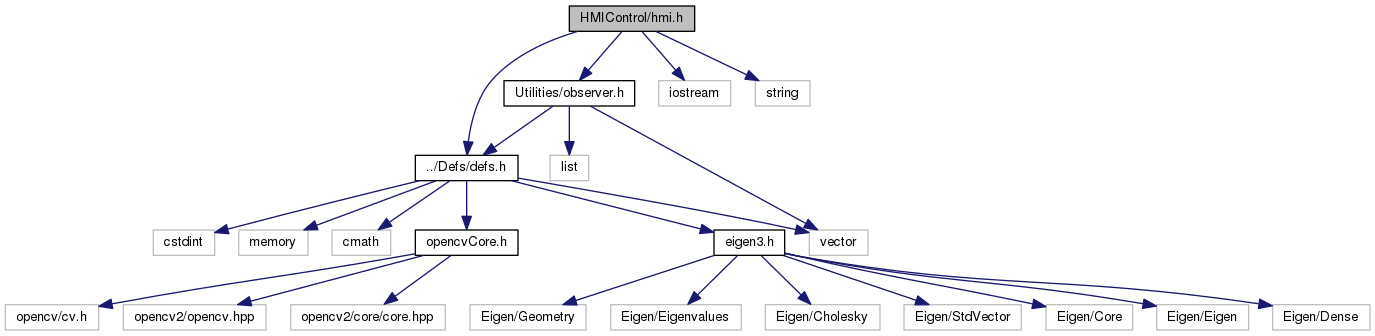 HMIControl/hmi.h
Utilities/observer.h
iostream
string
../Defs/defs.h
list
cstdint
memory
cmath
opencvCore.h
eigen3.h
vector
opencv/cv.h
opencv2/opencv.hpp
opencv2/core/core.hpp
Eigen/Geometry
Eigen/Eigenvalues
Eigen/Cholesky
Eigen/StdVector
Eigen/Core
Eigen/Eigen
Eigen/Dense